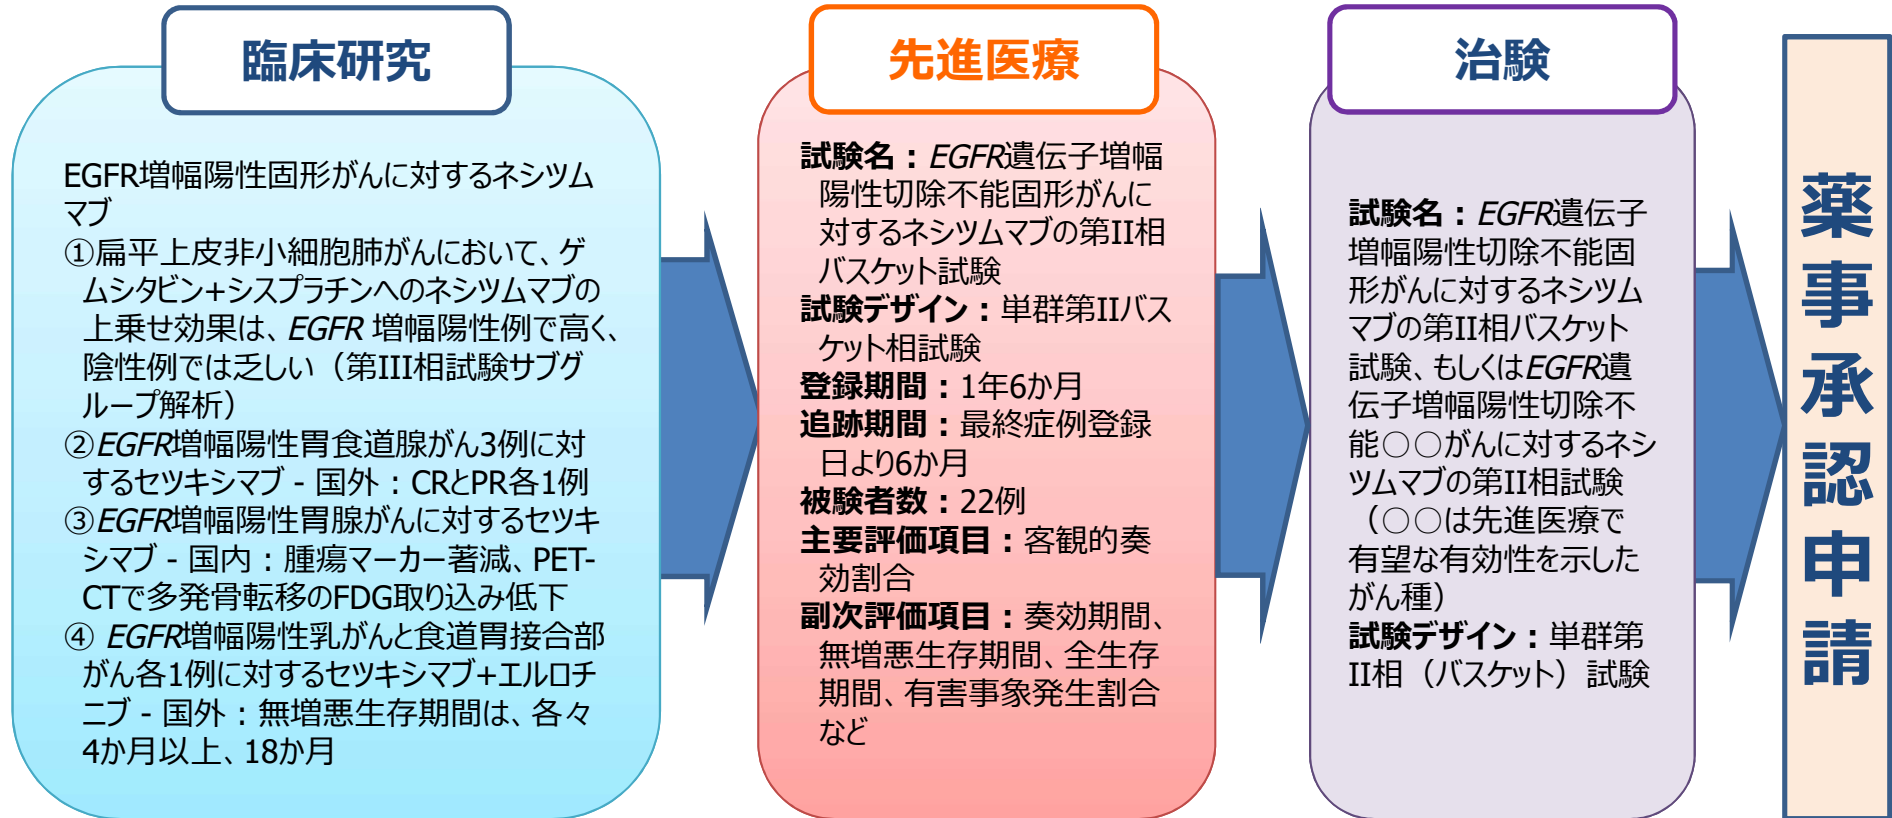 臨床研究
EGFR増幅陽性固形がんに対するネシツム
マブ
①扁平上皮非小細胞肺がんにおいて、ゲ
ムシタビン+シスプラチンへのネシツムマブの
上乗せ効果は、EGFR 増幅陽性例で高く、
陰性例では乏しい（第III相試験サブグ
ループ解析）
②EGFR増幅陽性胃食道腺がん3例に対
するセツキシマブ - 国外：CRとPR各1例
③EGFR増幅陽性胃腺がんに対するセツキ
シマブ - 国内：腫瘍マーカー著減、PET-
CTで多発骨転移のFDG取り込み低下
④ EGFR増幅陽性乳がんと食道胃接合部
がん各1例に対するセツキシマブ+エルロチ
ニブ - 国外：無増悪生存期間は、各々
4か月以上、18か月
先進医療
試験名：EGFR遺伝子増幅
陽性切除不能固形がんに
対するネシツムマブの第II相
バスケット試験
試験デザイン：単群第IIバス
ケット相試験
登録期間：1年6か月
追跡期間：最終症例登録
日より6か月
被験者数：22例
主要評価項目：客観的奏
効割合
副次評価項目：奏効期間、
無増悪生存期間、全生存
期間、有害事象発生割合
など
治験
試験名：EGFR遺伝子
増幅陽性切除不能固
形がんに対するネシツム
マブの第II相バスケット
試験、もしくはEGFR遺
伝子増幅陽性切除不
能○○がんに対するネシ
ツムマブの第II相試験
（○○は先進医療で
有望な有効性を示した
がん種）
試験デザイン：単群第
II相（バスケット）試験
薬事承認申請